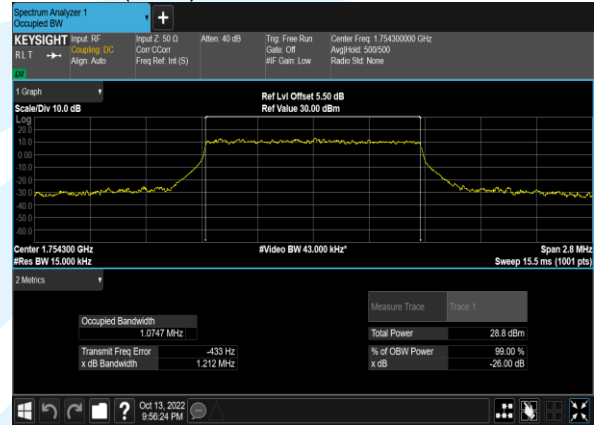 Spectrum Analyzer 1
Occupied BW
KEYSIGHT
RLT
Input: RF
Coupling: DC
Align: Auto
Input Z: 50 Ω
Corr CCorr
Freq Ref: Int (S)
Atten: 40 dB
Trig: Free Run
Gate: Off
#IF Gain: Low
Center Freq: 1.754300000 GHz
Avg|Hold: 500/500
Radio Std: None
1 Graph
Scale/Div 10.0 dB
Ref Lvl Offset 5.50 dB
Ref Value 30.00 dBm
Log
20.0
10.0
0.00
-10.0
-20.0
-30.0
-40.0
-50.0
-60.0
Center 1.754300 GHz
#Res BW 15.000 kHz
#Video BW 43.000 kHz*
Span 2.8 MHz
Sweep 15.5 ms (1001 pts)
2 Metrics
Measure Trace Trace 1
Occupied Bandwidth
1.0747 MHz
Total Power 28.8 dBm
Transmit Freq Error -433 Hz
% of OBW Power 99.00 %
x dB Bandwidth 1.212 MHz
x dB -26.00 dB
?
Oct 13, 2022
9:56:24 PM